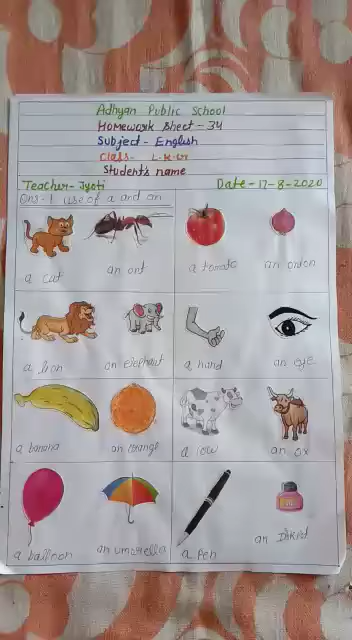 Adhyan Public School
Homework sheet - 34
Subject - English
Class - L-K-G
Student's name
Teacher - Jyoti Date - 17-8-2020
Qns-1 use of a and an
a cat an ant a tomato an onion
a lion an elephant a hand an eye
a banana an orange a cow an ox
a balloon an umbrella a pen an inkpot